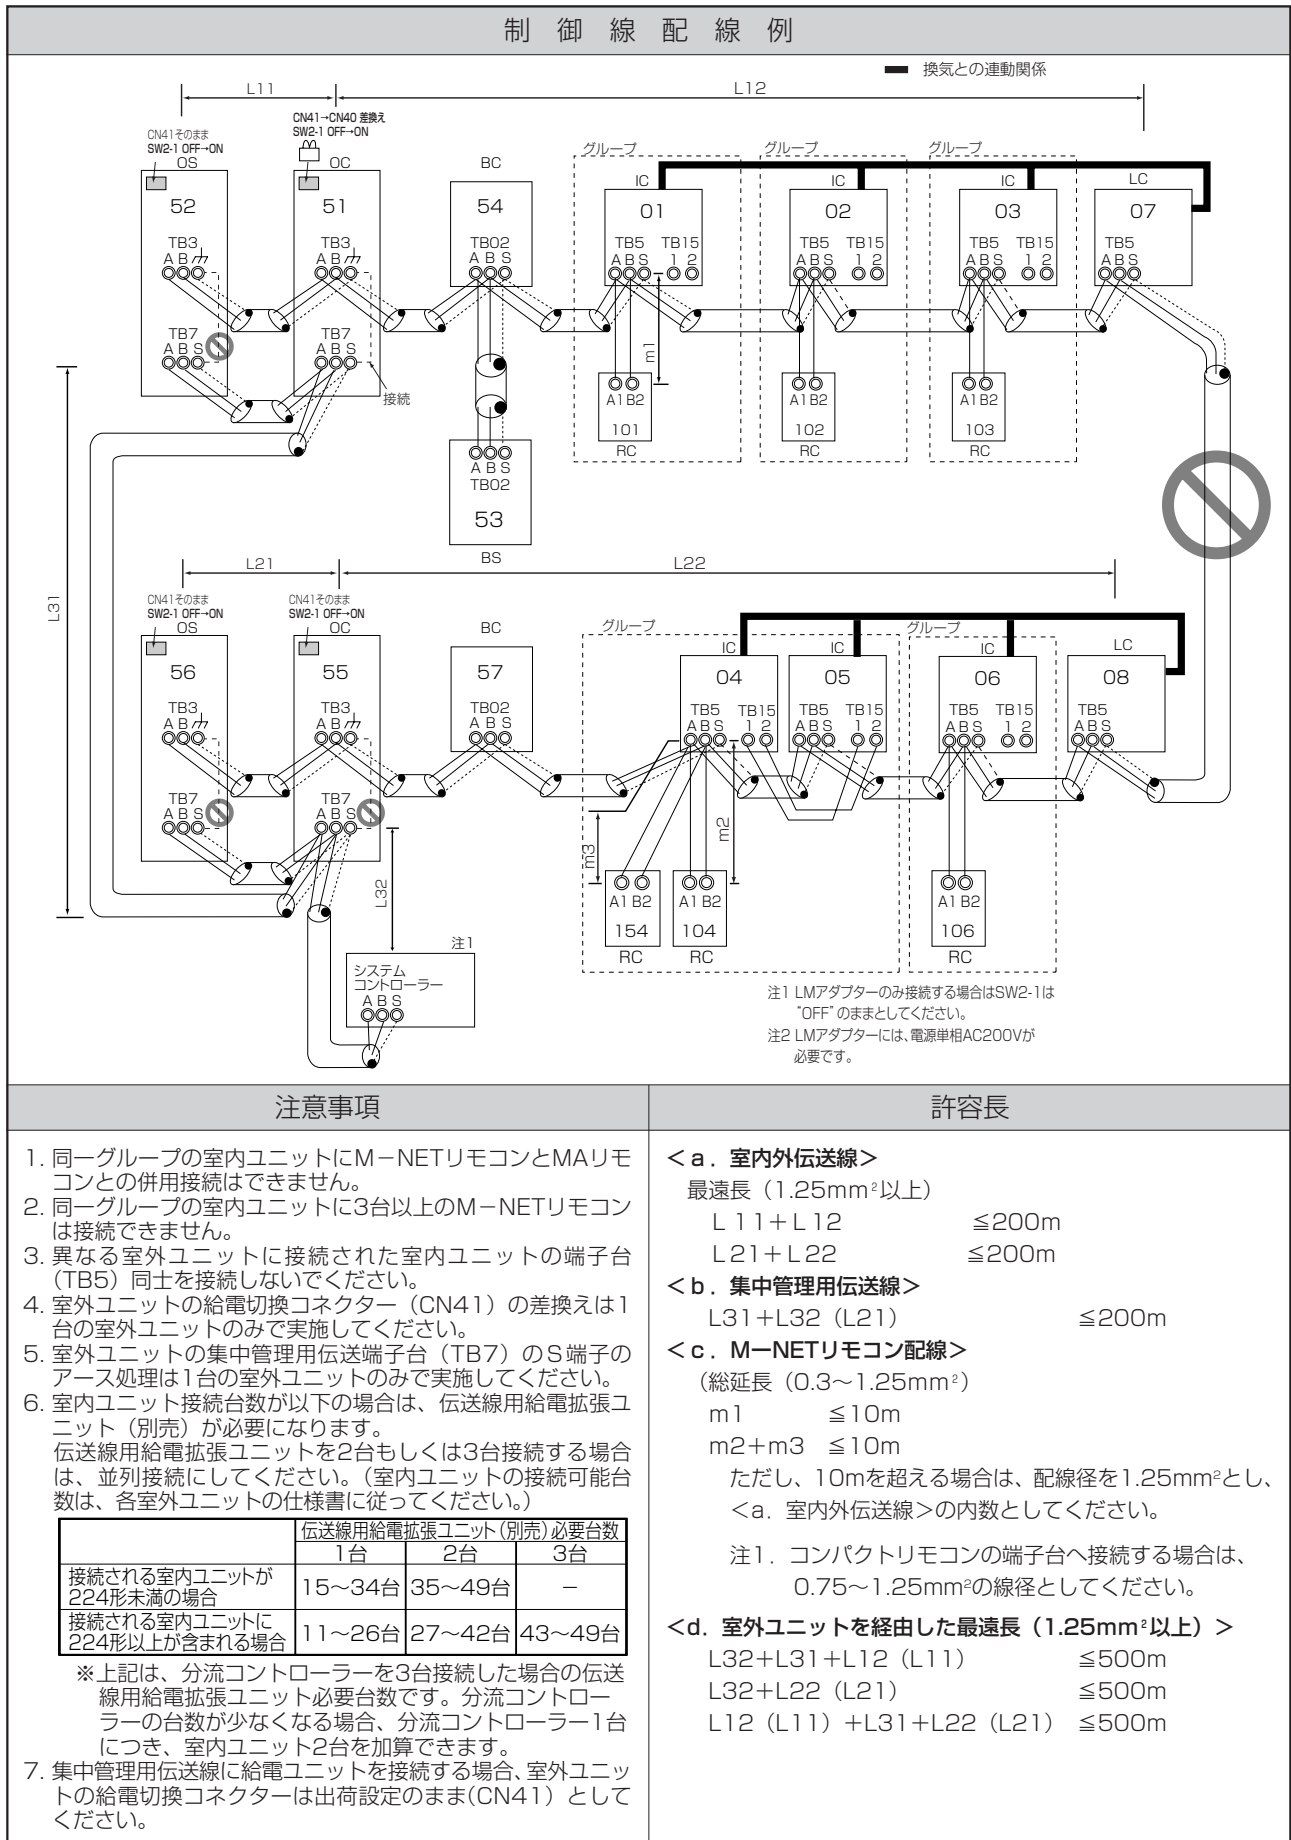 制御線配線例
換気との連動関係
L11
L12
CN41そのまま
SW2-1 OFF→ON
OS
CN41→CN40 差換え
SW2-1 OFF→ON
OC
BC
グループ
グループ
グループ
IC
IC
IC
LC
52
51
54
01
02
03
07
TB3
A B
TB3
A B
TB02
A B S
TB5
A B S
TB15
1 2
TB5
A B S
TB15
1 2
TB5
A B S
TB15
1 2
TB5
A B S
TB7
A B S
TB7
A B S
接続
m1
A1 B2
101
RC
A1 B2
102
RC
A1 B2
103
RC
A B S
TB02
53
BS
L31
L21
L22
CN41そのまま
SW2-1 OFF→ON
OS
CN41そのまま
SW2-1 OFF→ON
OC
BC
グループ
グループ
IC
IC
IC
LC
56
55
57
04
05
06
08
TB3
A B
TB3
A B
TB02
A B S
TB5
A B S
TB15
1 2
TB5
A B S
TB15
1 2
TB5
A B S
TB15
1 2
TB5
A B S
TB7
A B S
TB7
A B S
L32
m3
m2
A1 B2
154
RC
A1 B2
104
RC
A1 B2
106
RC
注1
システム
コントローラー
A B S
注1 LMアダプターのみ接続する場合はSW2-1は
“OFF”のままとしてください。
注2 LMアダプターには、電源単相AC200Vが
必要です。
注意事項
1. 同一グループの室内ユニットにM－NETリモコンとMAリモ
コンとの併用接続はできません。
2. 同一グループの室内ユニットに3台以上のM－NETリモコン
は接続できません。
3. 異なる室外ユニットに接続された室内ユニットの端子台
（TB5）同士を接続しないでください。
4. 室外ユニットの給電切換コネクター（CN41）の差換えは1
台の室外ユニットのみで実施してください。
5. 室外ユニットの集中管理用伝送端子台（TB7）のS端子の
アース処理は1台の室外ユニットのみで実施してください。
6. 室内ユニット接続台数が以下の場合は、伝送線用給電拡張ユ
ニット（別売）が必要になります。
伝送線用給電拡張ユニットを2台もしくは3台接続する場合
は、並列接続にしてください。（室内ユニットの接続可能台
数は、各室外ユニットの仕様書に従ってください。）
伝送線用給電拡張ユニット（別売）必要台数
1台 2台 3台
接続される室内ユニットが
224形未満の場合
15～34台 35～49台 －
接続される室内ユニットに
224形以上が含まれる場合
11～26台 27～42台 43～49台
※上記は、分流コントローラーを3台接続した場合の伝送
線用給電拡張ユニット必要台数です。分流コントロー
ラーの台数が少なくなる場合、分流コントローラー1台
につき、室内ユニット2台を加算できます。
7. 集中管理用伝送線に給電ユニットを接続する場合、室外ユニッ
トの給電切換コネクターは出荷設定のまま（CN41）として
ください。
許容長
＜a．室内外伝送線＞
最遠長（1.25mm²以上）
L 11＋L 12 ≦200m
L21＋L22 ≦200m
＜b．集中管理用伝送線＞
L31＋L32（L21） ≦200m
＜c．M－NETリモコン配線＞
（総延長（0.3～1.25mm²）
m1 ≦10m
m2＋m3 ≦10m
ただし、10mを超える場合は、配線径を1.25mm²とし、
＜a．室内外伝送線＞の内数としてください。
注1．コンパクトリモコンの端子台へ接続する場合は、
0.75～1.25mm²の線径としてください。
＜d．室外ユニットを経由した最遠長（1.25mm²以上）＞
L32＋L31＋L12（L11） ≦500m
L32＋L22（L21） ≦500m
L12（L11）＋L31＋L22（L21） ≦500m